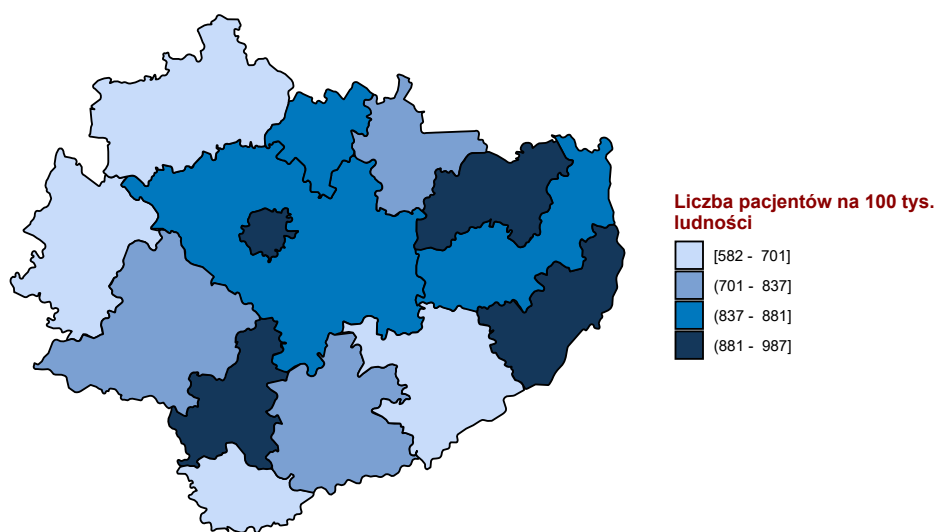 Liczba pacjentów na 100 tys.
ludności
[582 - 701]
(701 - 837]
(837 - 881]
(881 - 987]